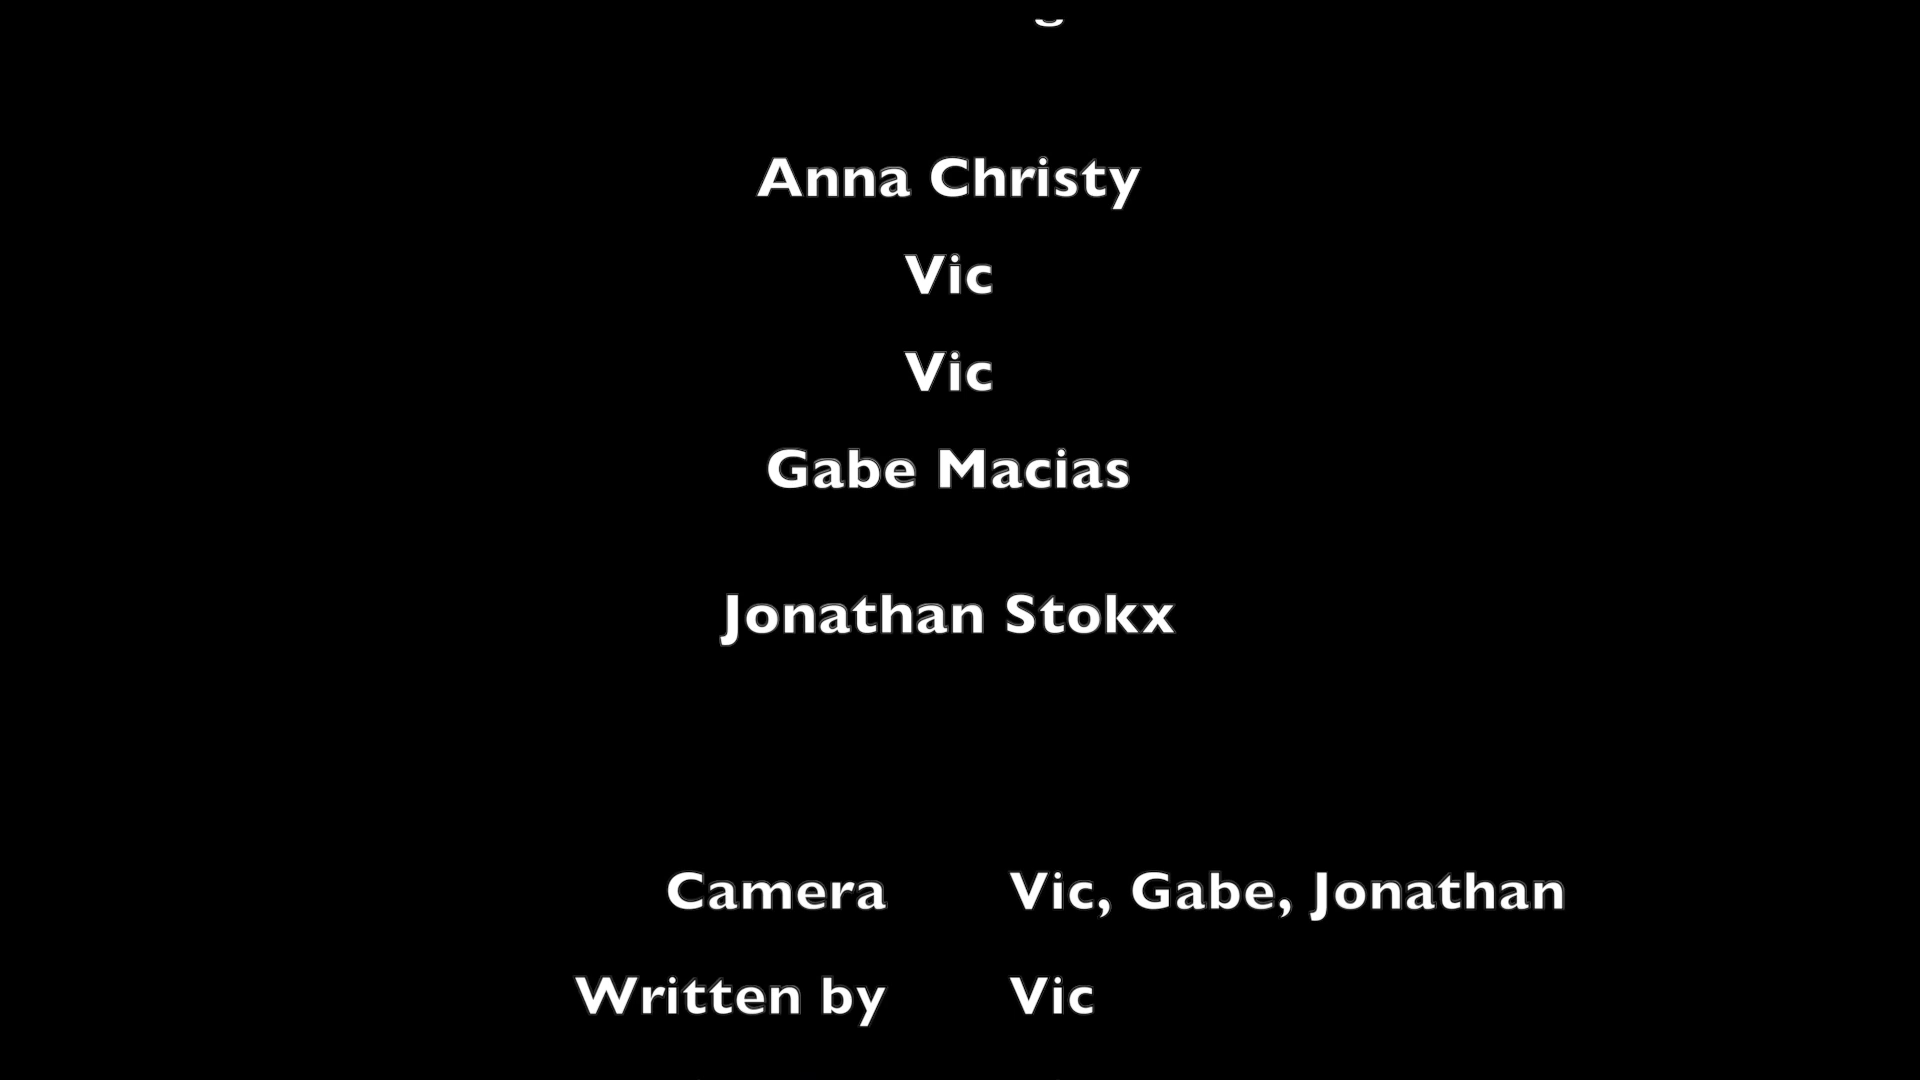 Anna Christy
Vic
Vic
Gabe Macias
Jonathan Stokx
Camera Vic, Gabe, Jonathan
Written by Vic